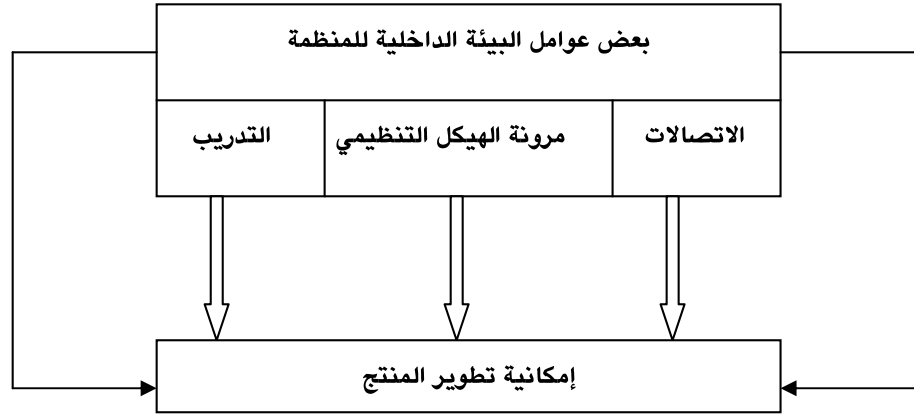 بعض عوامل البيئة الداخلية للمنظمة
الاتصالات
مرونة الهيكل التنظيمي
التدريب
إمكانية تطوير المنتج